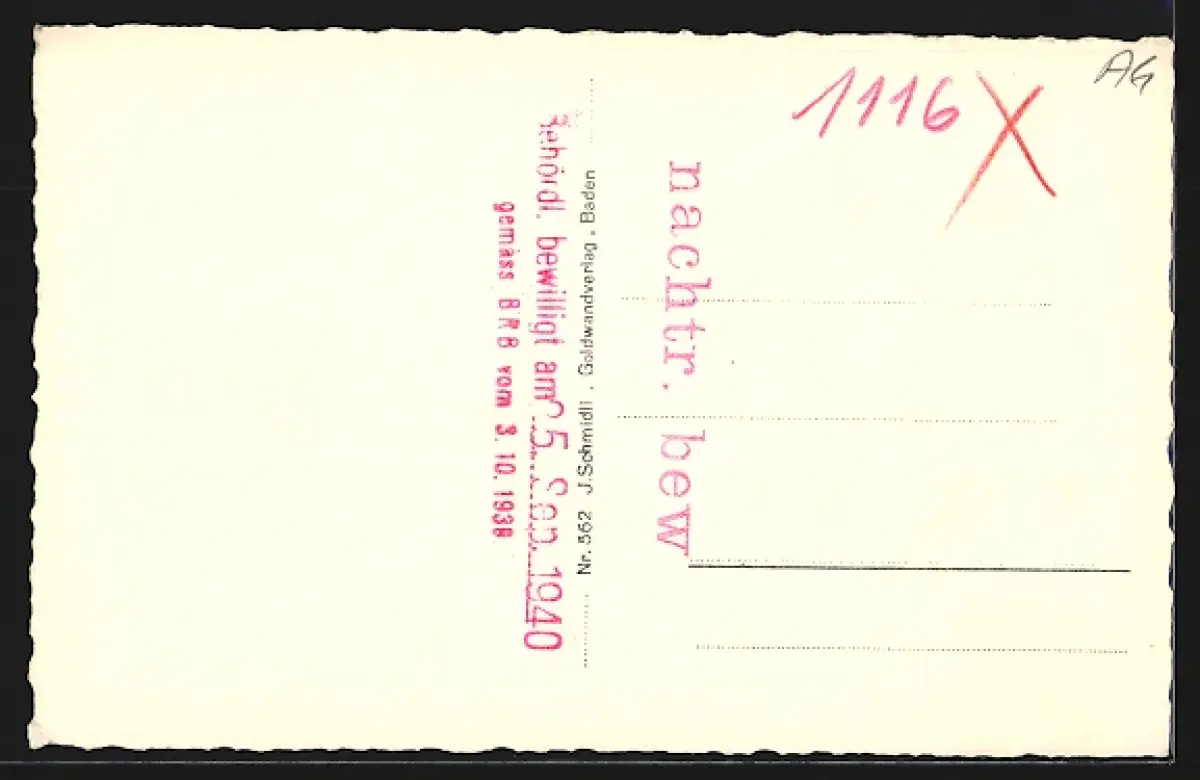 1116 X
AG
nachtr. bew
Nr. 562 J. Schmidli, Goldwandverlag, Baden
Behördl. bewilligt am 5. Sep. 1940
gemäss BRB vom 3. 10. 1939.